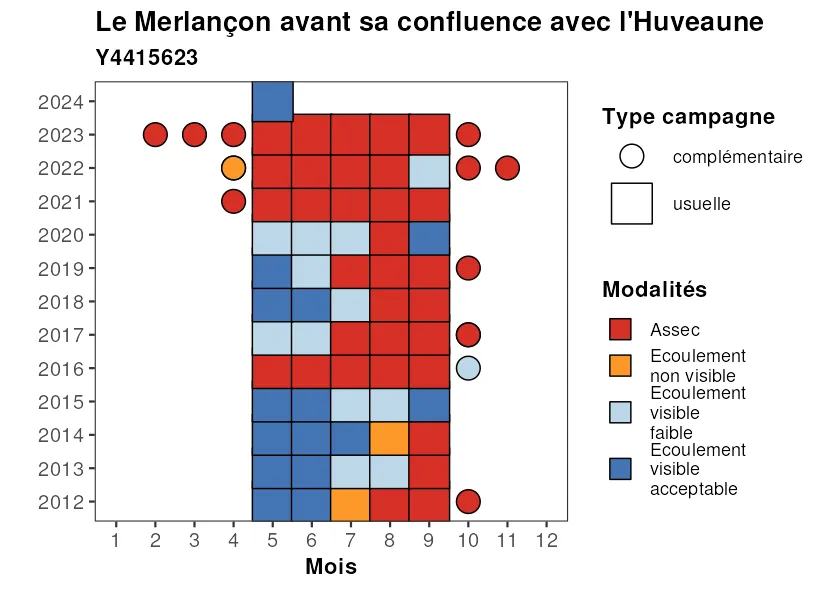 Le Merlançon avant sa confluence avec l'Huveaune
Y4415623
2024
2023
2022
2021
2020
2019
2018
2017
2016
2015
2014
2013
2012
1 2 3 4 5 6 7 8 9 10 11 12
Mois
Type campagne
complémentaire
usuelle
Modalités
Assec
Ecoulement
non visible
Ecoulement
visible
faible
Ecoulement
visible
acceptable